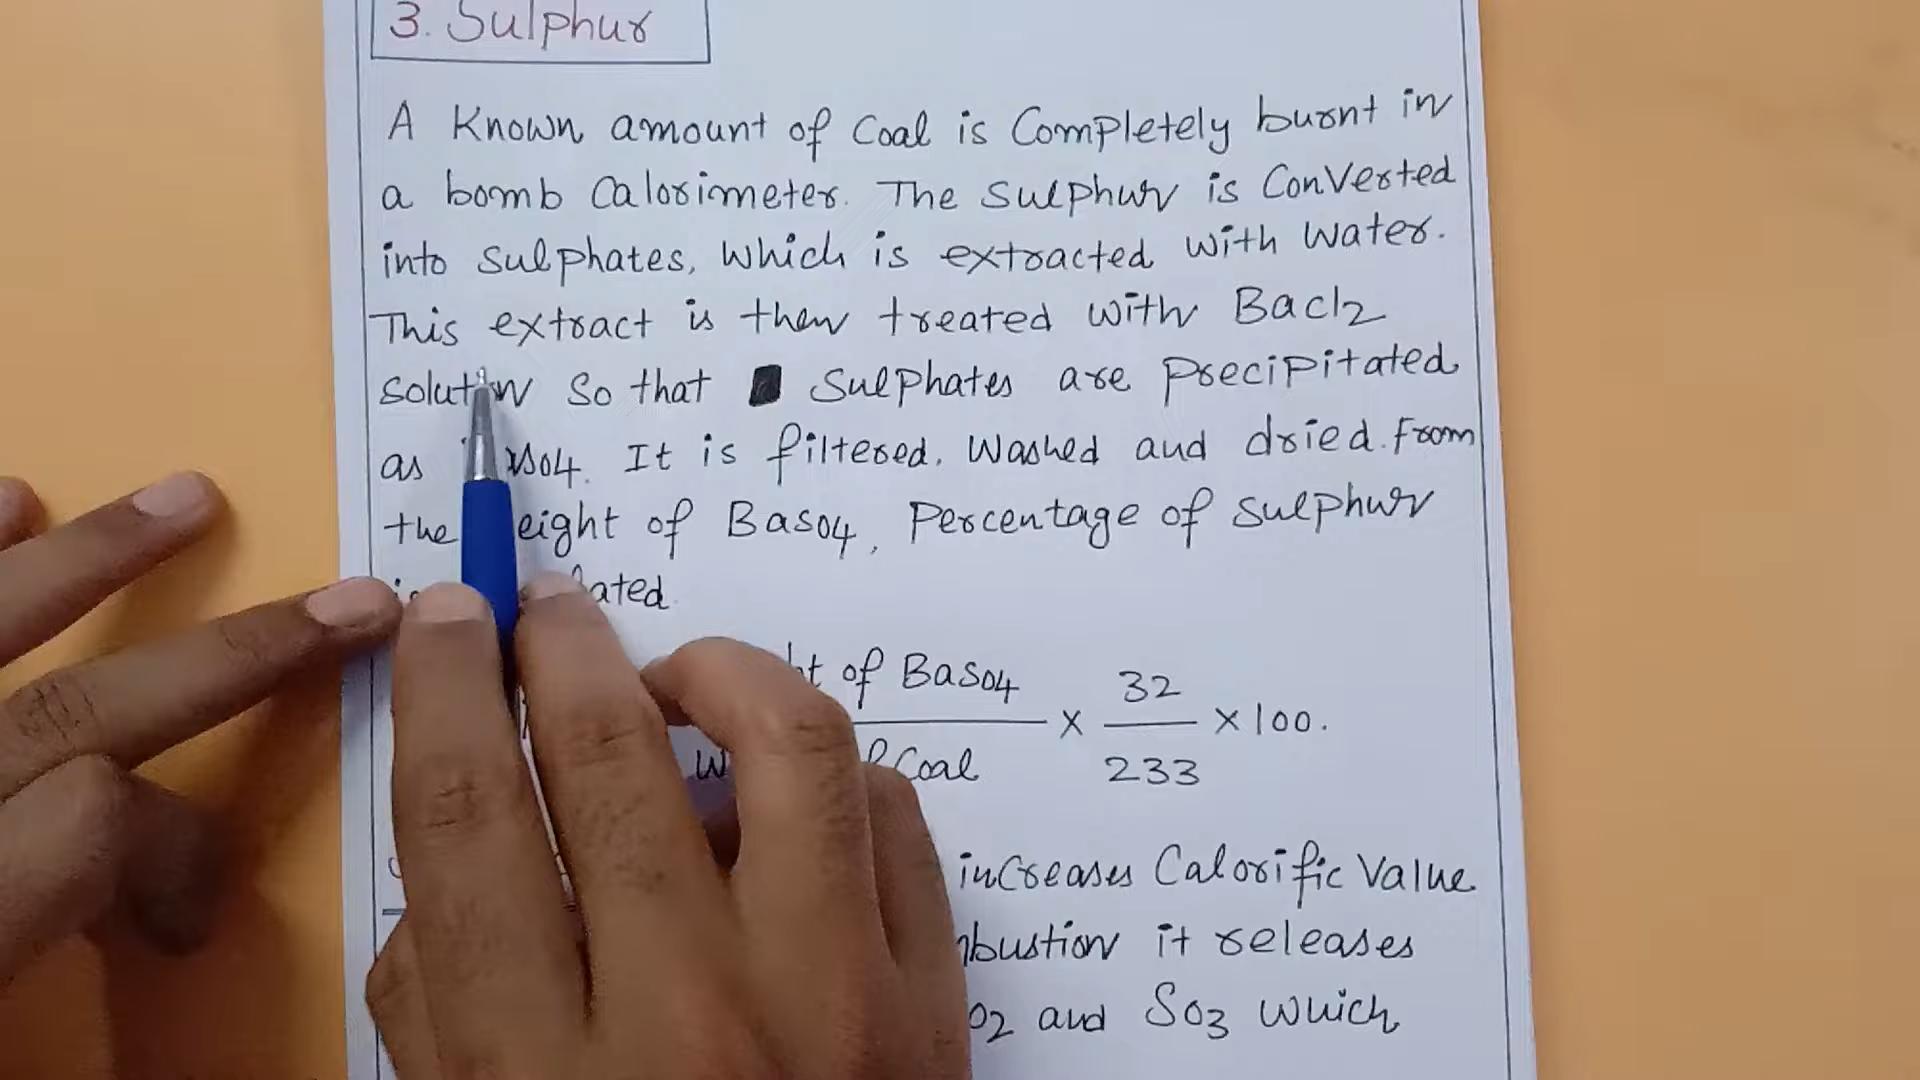 3. Sulphur
A Known amount of Coal is Completely burnt in
a bomb Calorimeter. The Sulphur is Converted
into Sulphates, which is extracted with water.
This extract is then treated with Bacl2
solution so that Sulphates are Precipitated
as It is filtered, washed and dried. From
the of BaSO4, Percentage of Sulphur
of BaSO4
Coal
x 32
233
x 100.
increases Calorific Value
it releases
and SO3 which